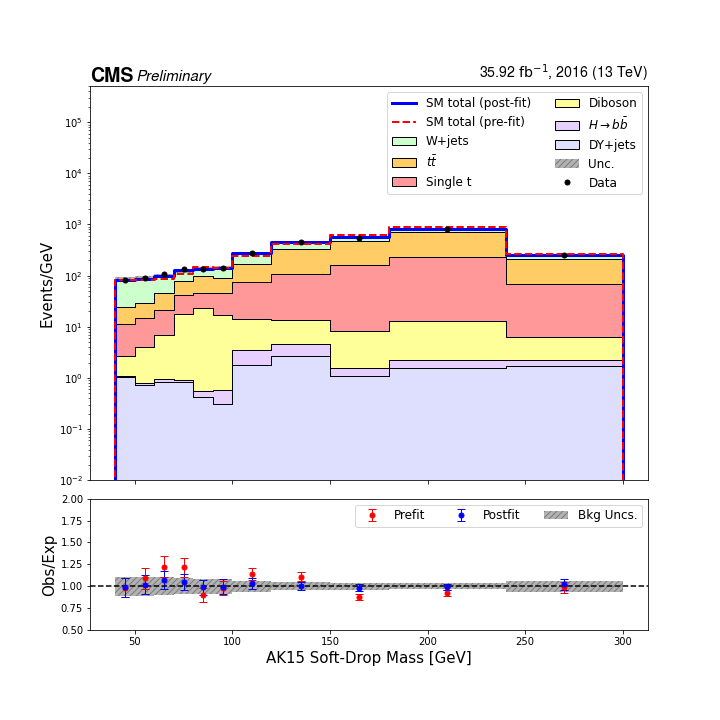 CMS Preliminary
35.92 fb⁻¹, 2016 (13 TeV)
SM total (post-fit)
SM total (pre-fit)
W+jets
tt̄
Single t
Diboson
H→bb̄
DY+jets
Unc.
Data
Events/GeV
10⁵
10⁴
10³
10²
10¹
10⁰
10⁻¹
10⁻²
Prefit
Postfit
Bkg Uncs.
Obs/Exp
2.00
1.75
1.50
1.25
1.00
0.75
0.50
50 100 150 200 250 300
AK15 Soft-Drop Mass [GeV]